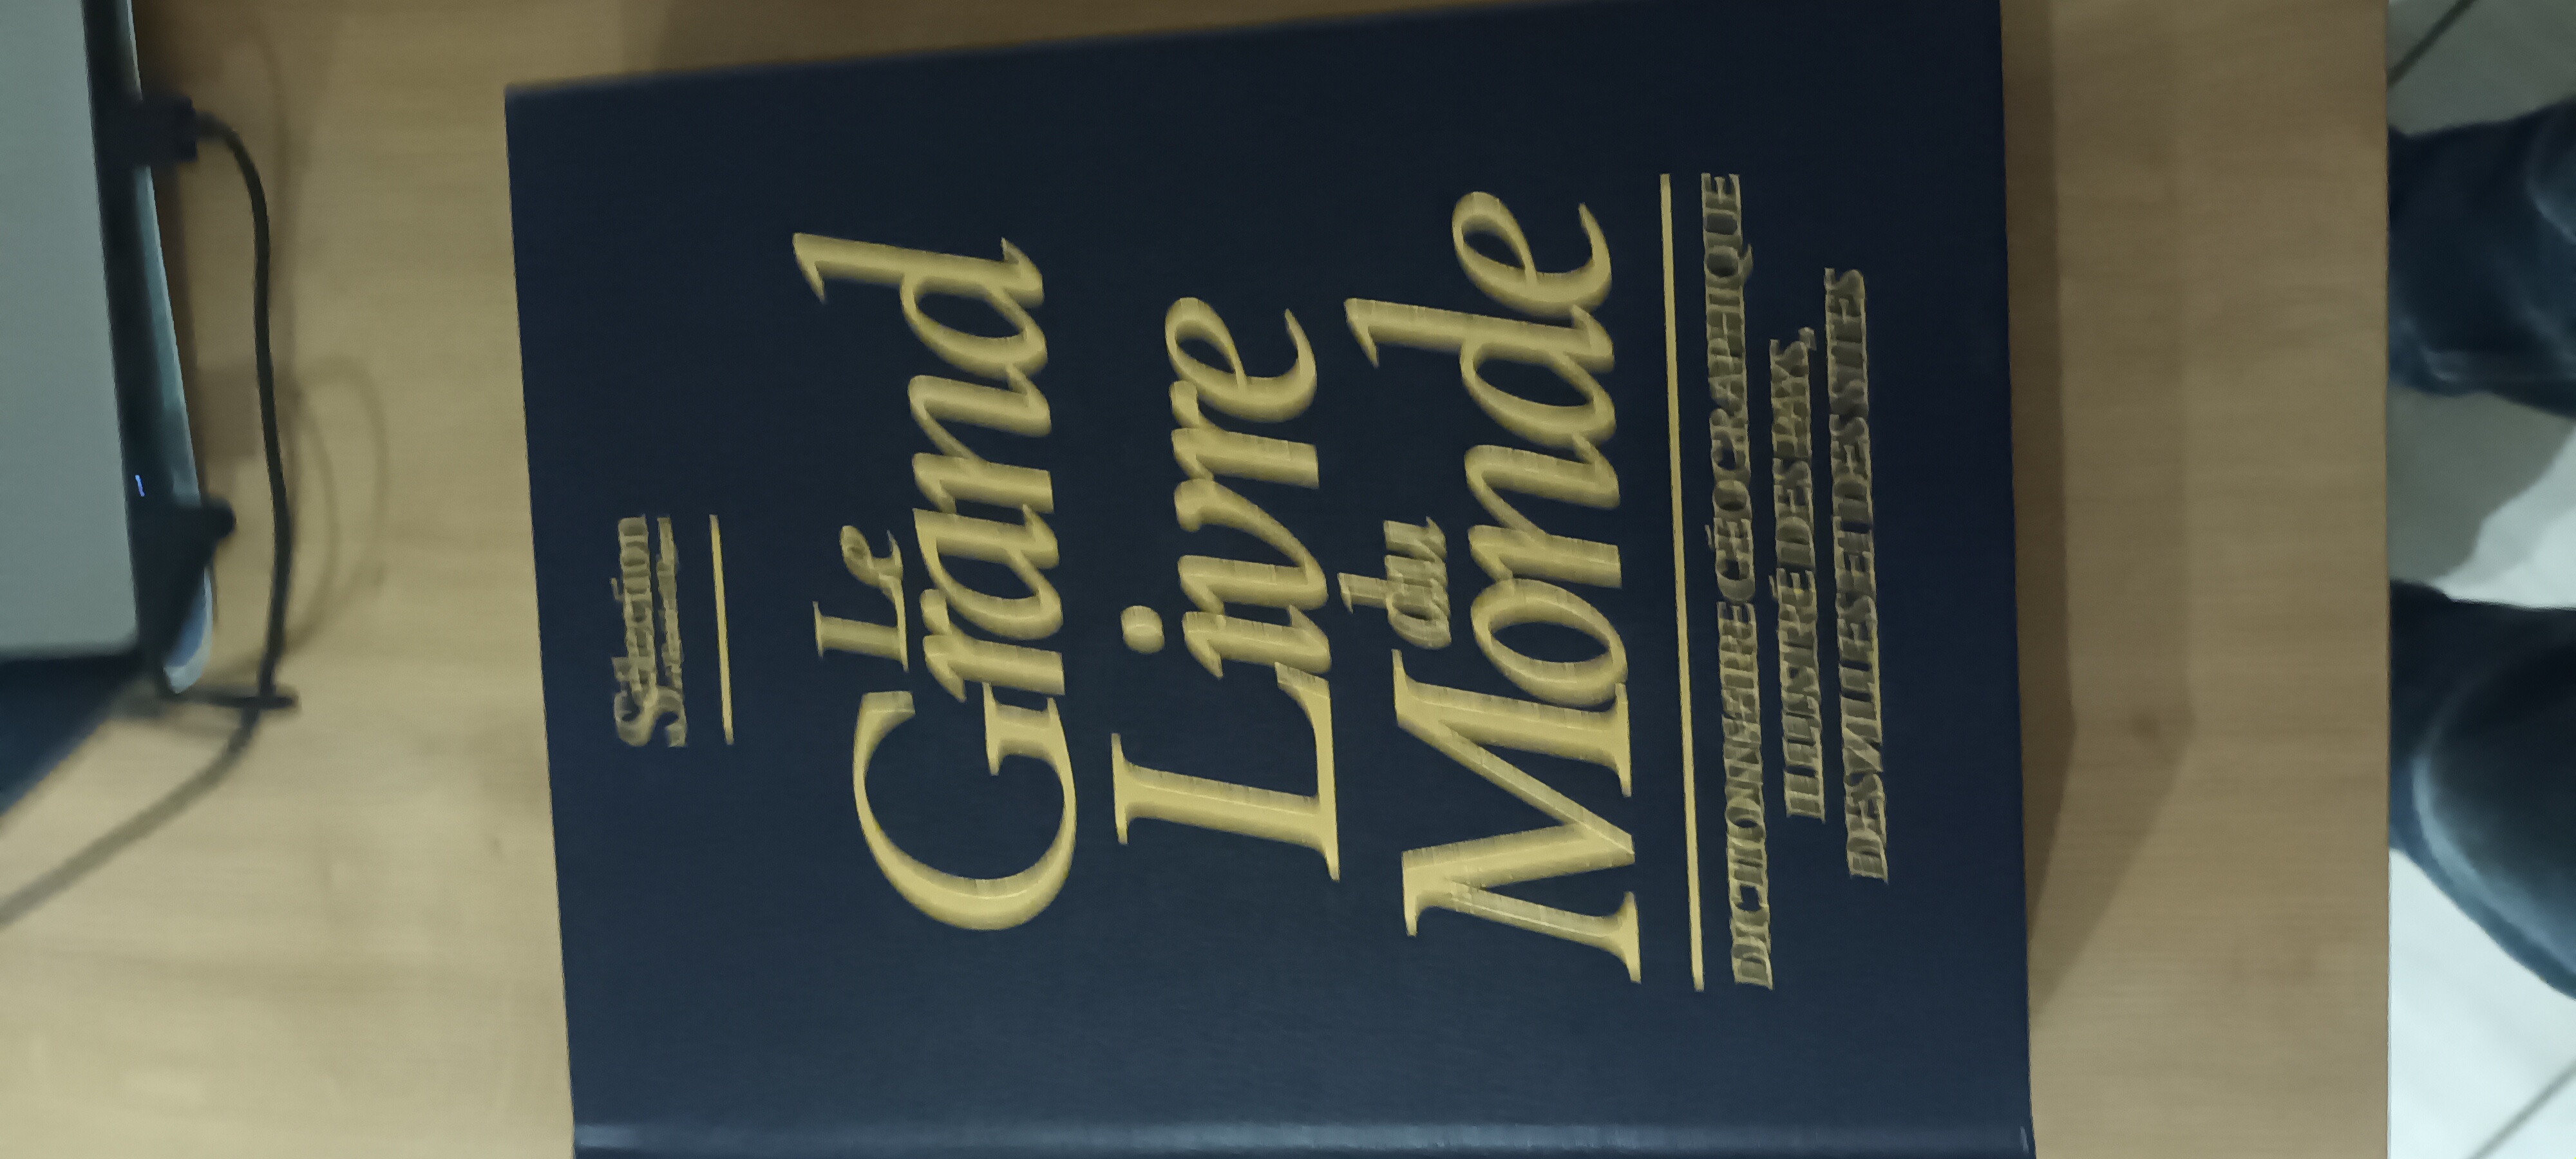 Sélection
Le
Grand
Livre
du
Monde
DICTIONNAIRE GÉOGRAPHIQUE
ILLUSTRÉ DES PAYS,
DES VILLES ET DES SITES